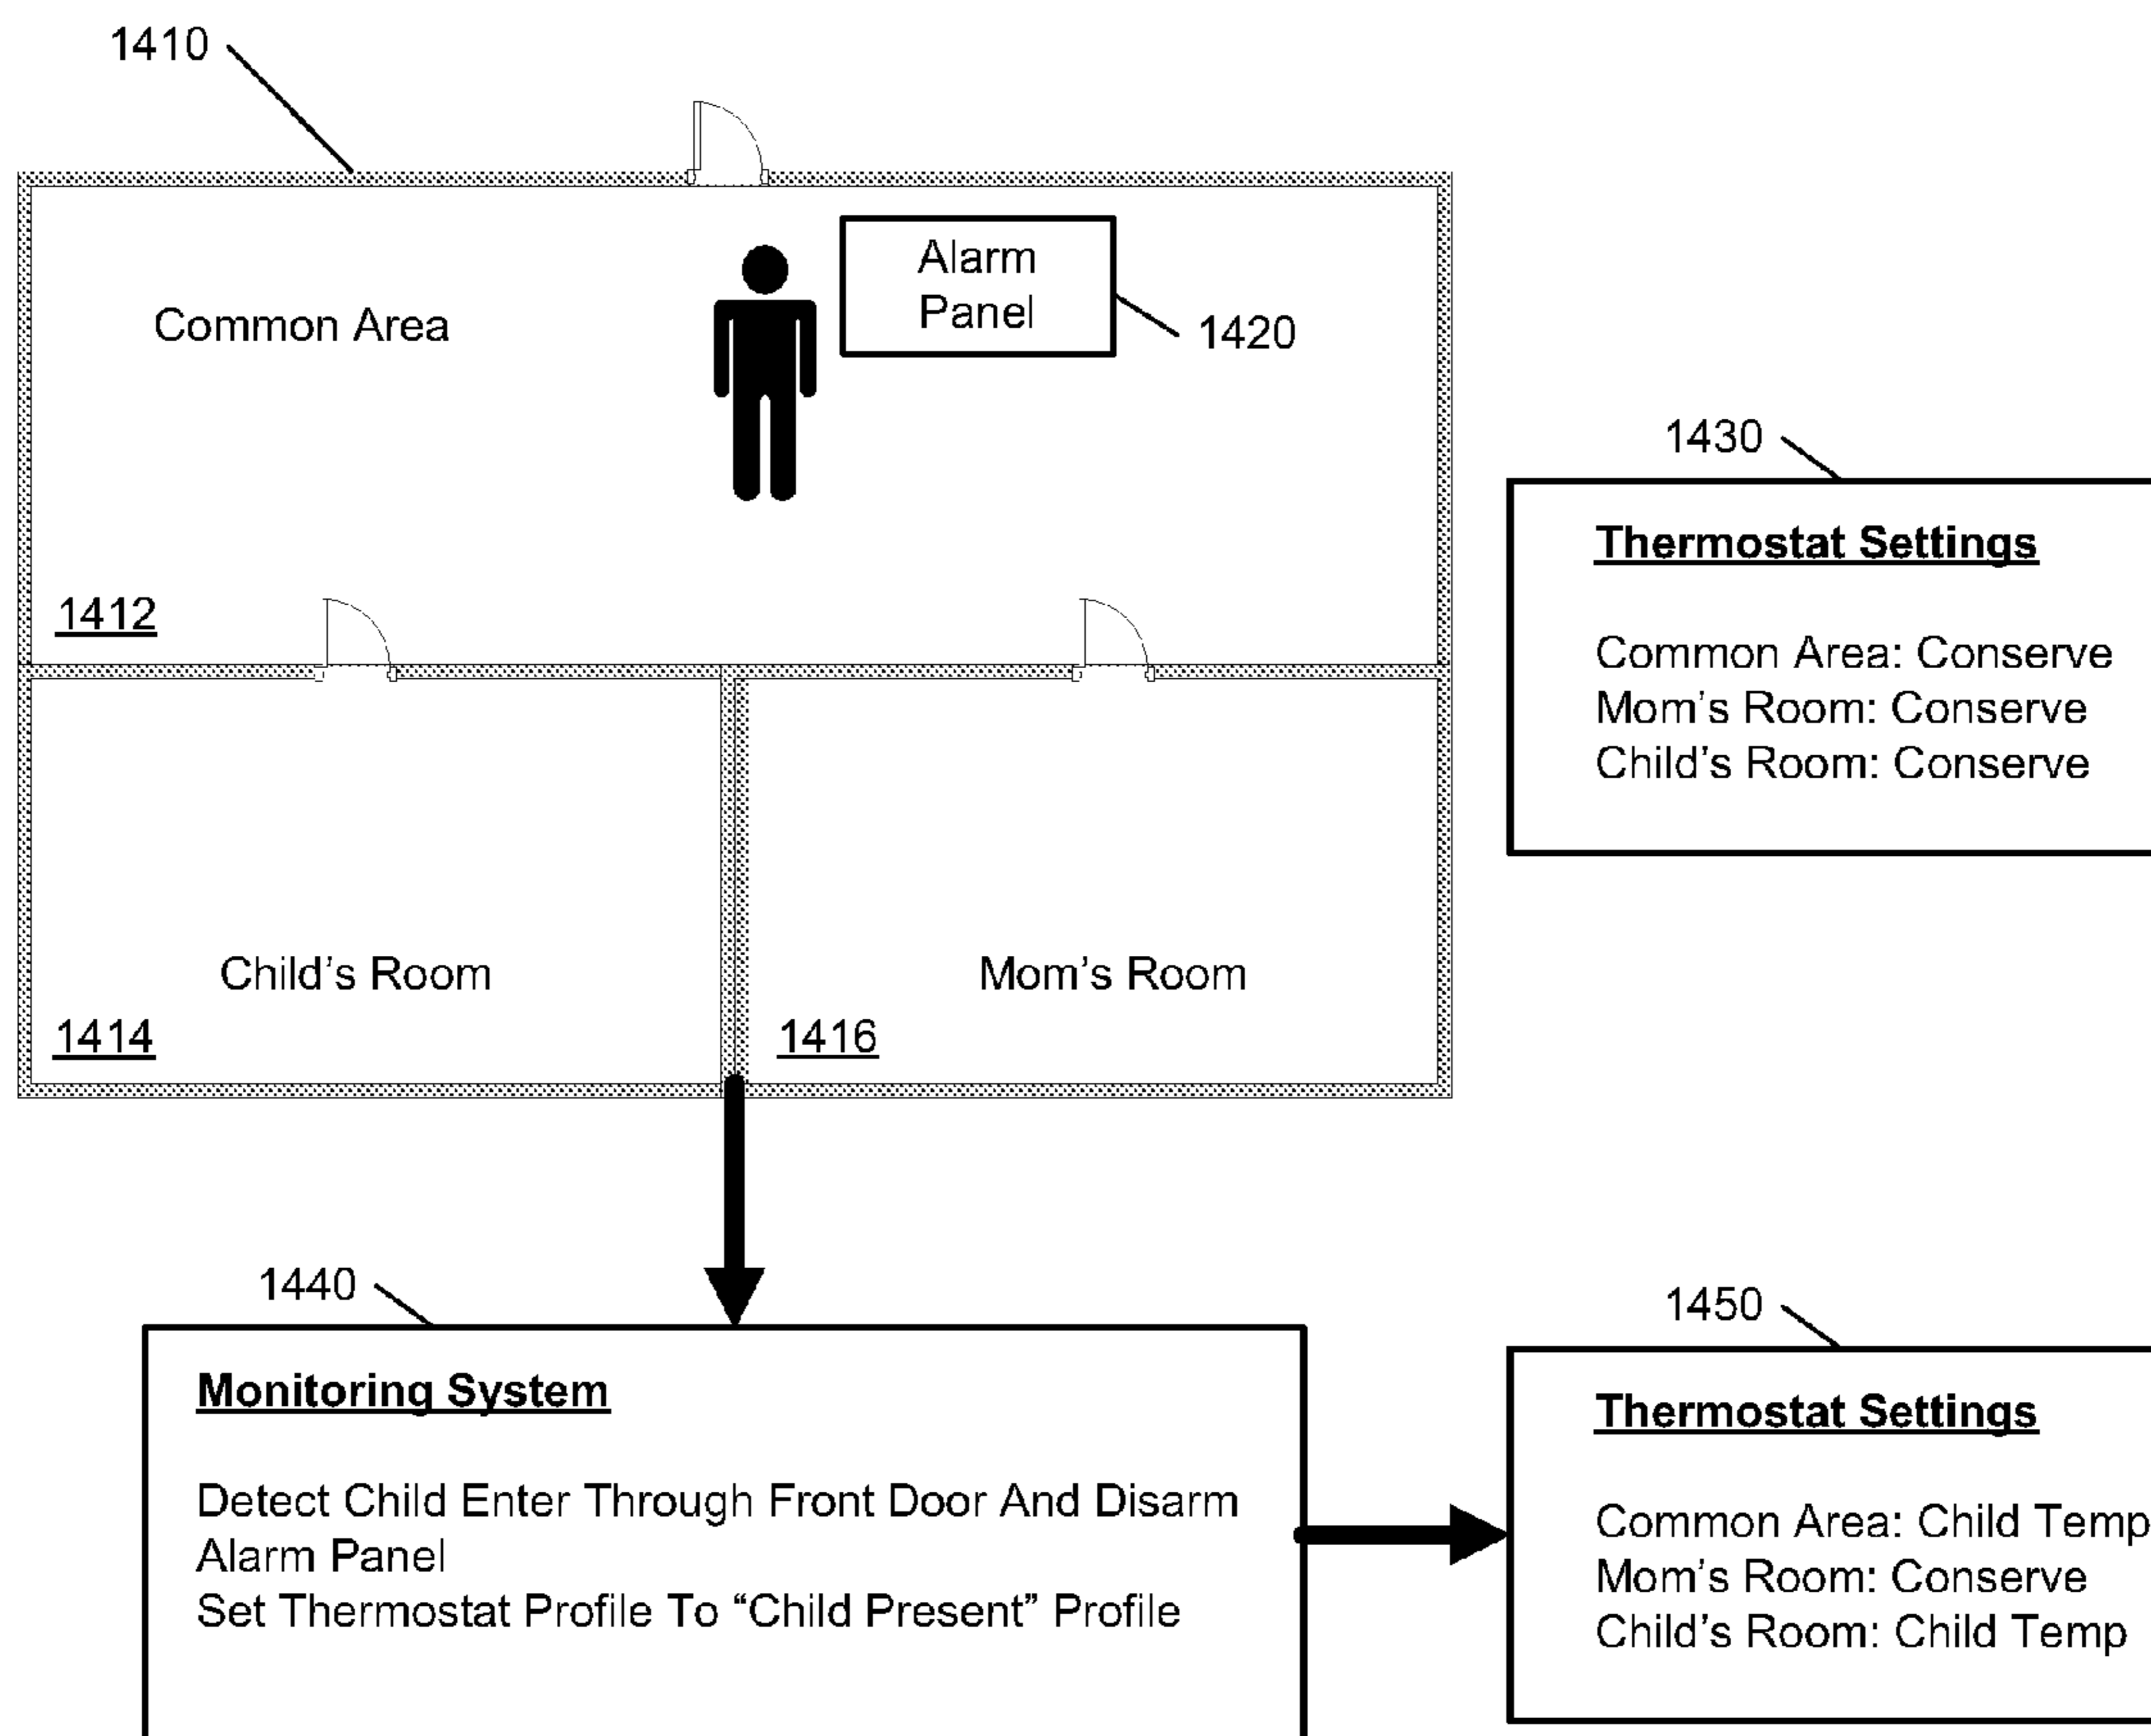 1410
Alarm
Panel
Common Area
1420
1430
Thermostat Settings
Common Area: Conserve
Mom's Room: Conserve
Child's Room: Conserve
1412
Child's Room
Mom's Room
1414
1416
1440
1450
Monitoring System
Detect Child Enter Through Front Door And Disarm
Alarm Panel
Set Thermostat Profile To “Child Present” Profile
Thermostat Settings
Common Area: Child Temp
Mom's Room: Conserve
Child's Room: Child Temp